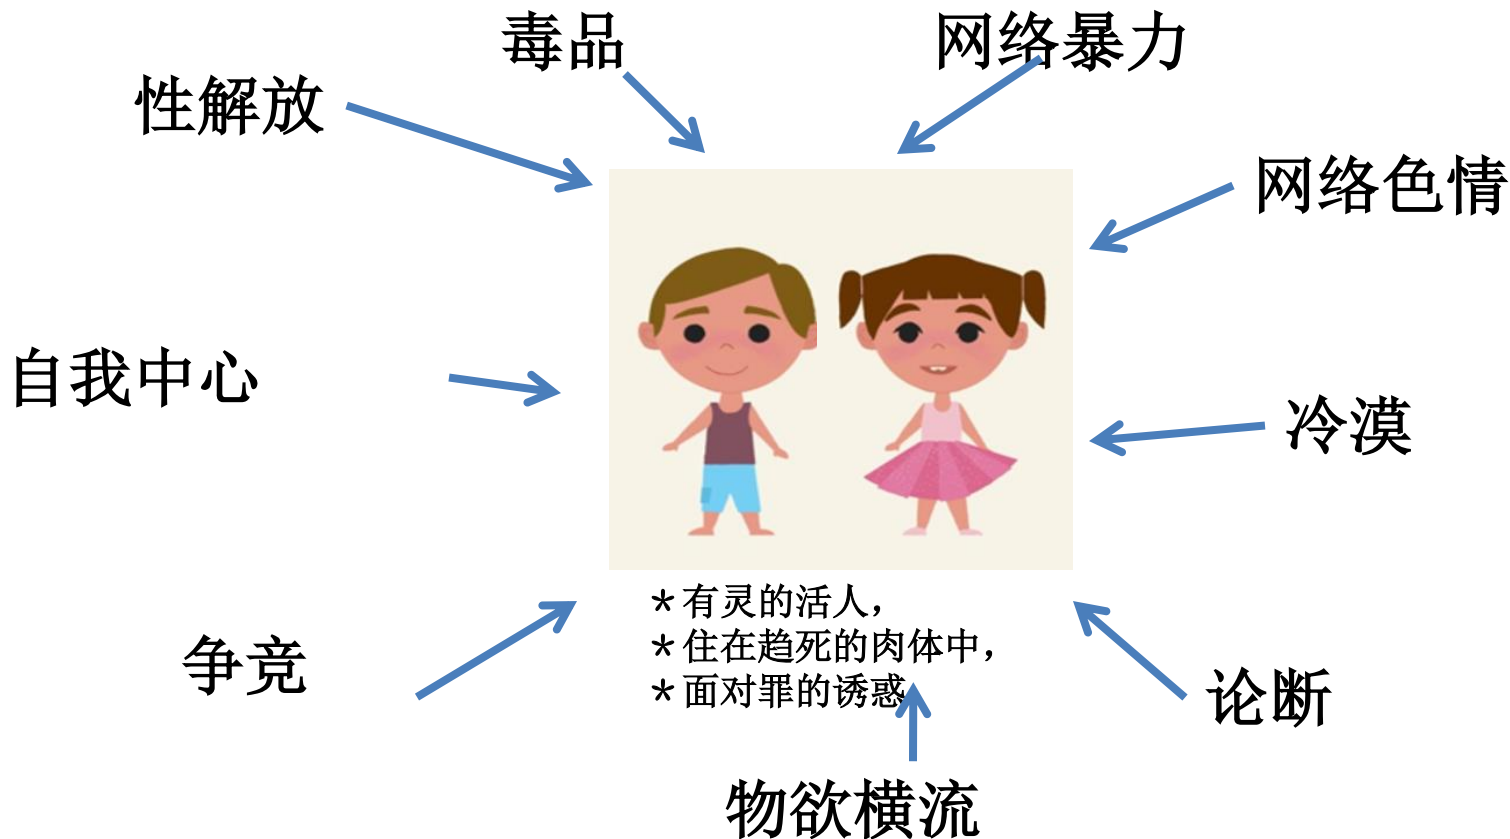 毒品
网络暴力
性解放
网络色情
自我中心
冷漠
＊有灵的活人，
＊住在趋死的肉体中，
＊面对罪的诱惑
争竞
论断
物欲横流